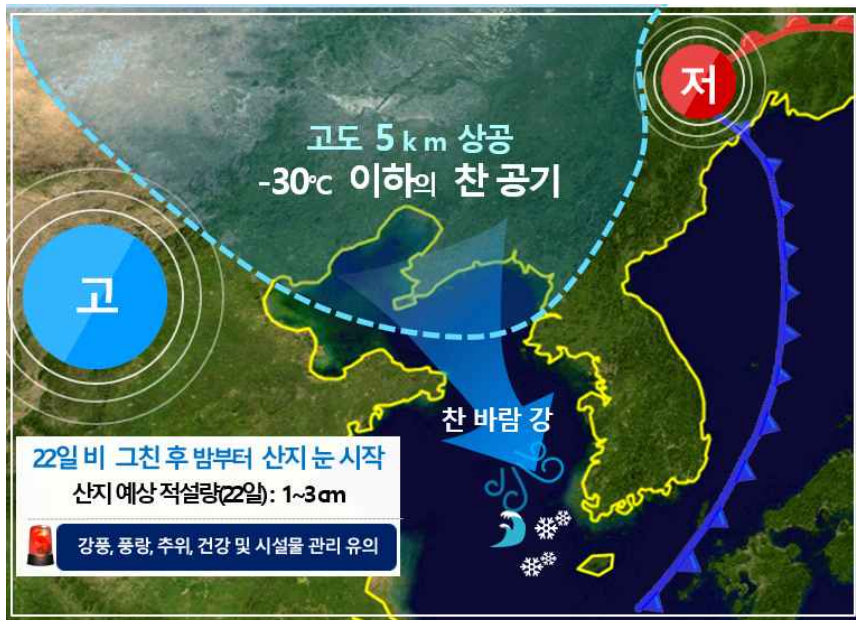 저
고도 5km 상공
-30℃ 이하의 찬 공기
고
찬 바람 강
22일 비 그친 후 밤부터 산지 눈 시작
산지 예상 적설량(22일) : 1~3cm
강풍, 풍랑, 추위, 건강 및 시설물 관리 유의